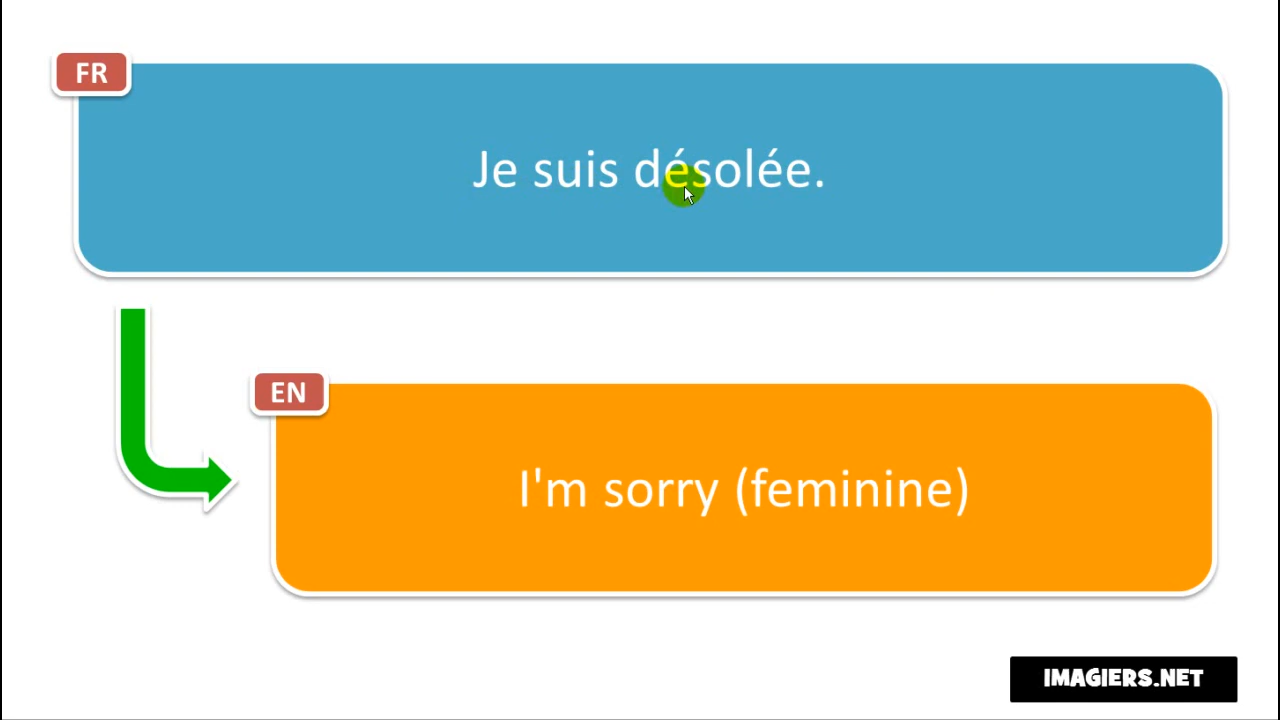 FR
Je suis désolée.
EN
I'm sorry (feminine)
IMAGIERS.NET